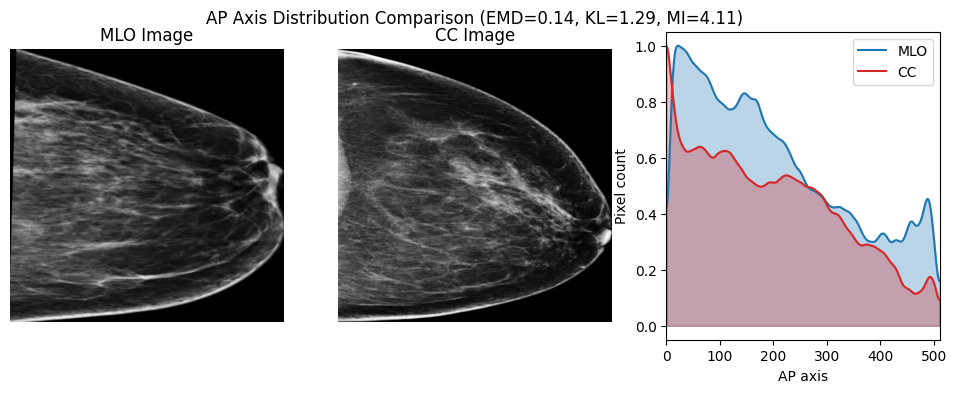 AP Axis Distribution Comparison (EMD=0.14, KL=1.29, MI=4.11)
MLO Image
CC Image
MLO
CC
Pixel count
1.0
0.8
0.6
0.4
0.2
0.0
0 100 200 300 400 500
AP axis